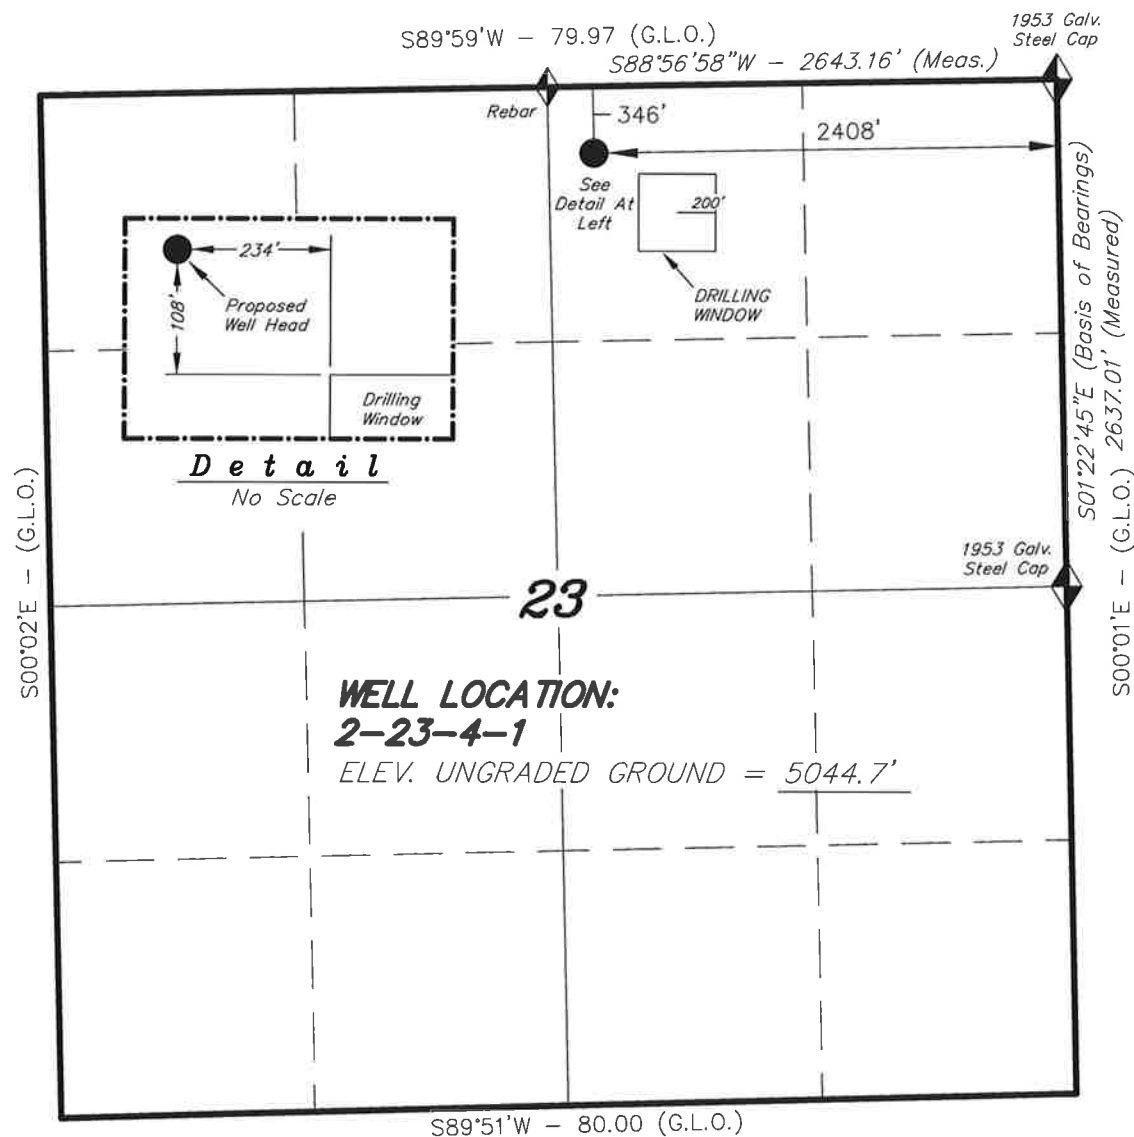 1953 Galv.
Steel Cap
S89°59'W – 79.97 (G.L.O.)
S88°56'58"W – 2643.16' (Meas.)
Rebar
346'
2408'
See
Detail At
Left
200'
DRILLING
WINDOW
234'
108'
Proposed
Well Head
Drilling
Window
Detail
No Scale
S01°22'45"E (Basis of Bearings)
2637.01' (Measured)
S00°01'E – (G.L.O.)
S00°02'E – (G.L.O.)
1953 Galv.
Steel Cap
23
WELL LOCATION:
2–23–4–1
ELEV. UNGRADED GROUND = 5044.7'
S89°51'W – 80.00 (G.L.O.)